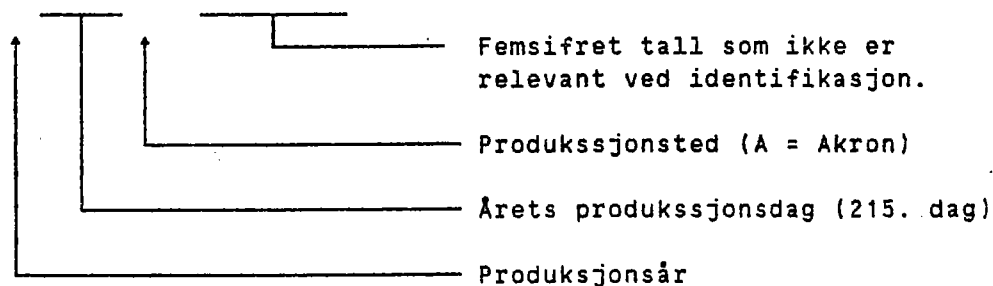 Femsifret tall som ikke er
relevant ved identifikasjon.
Produkssjonsted (A = Akron)
Årets produkssjonsdag (215. dag)
Produksjonsår